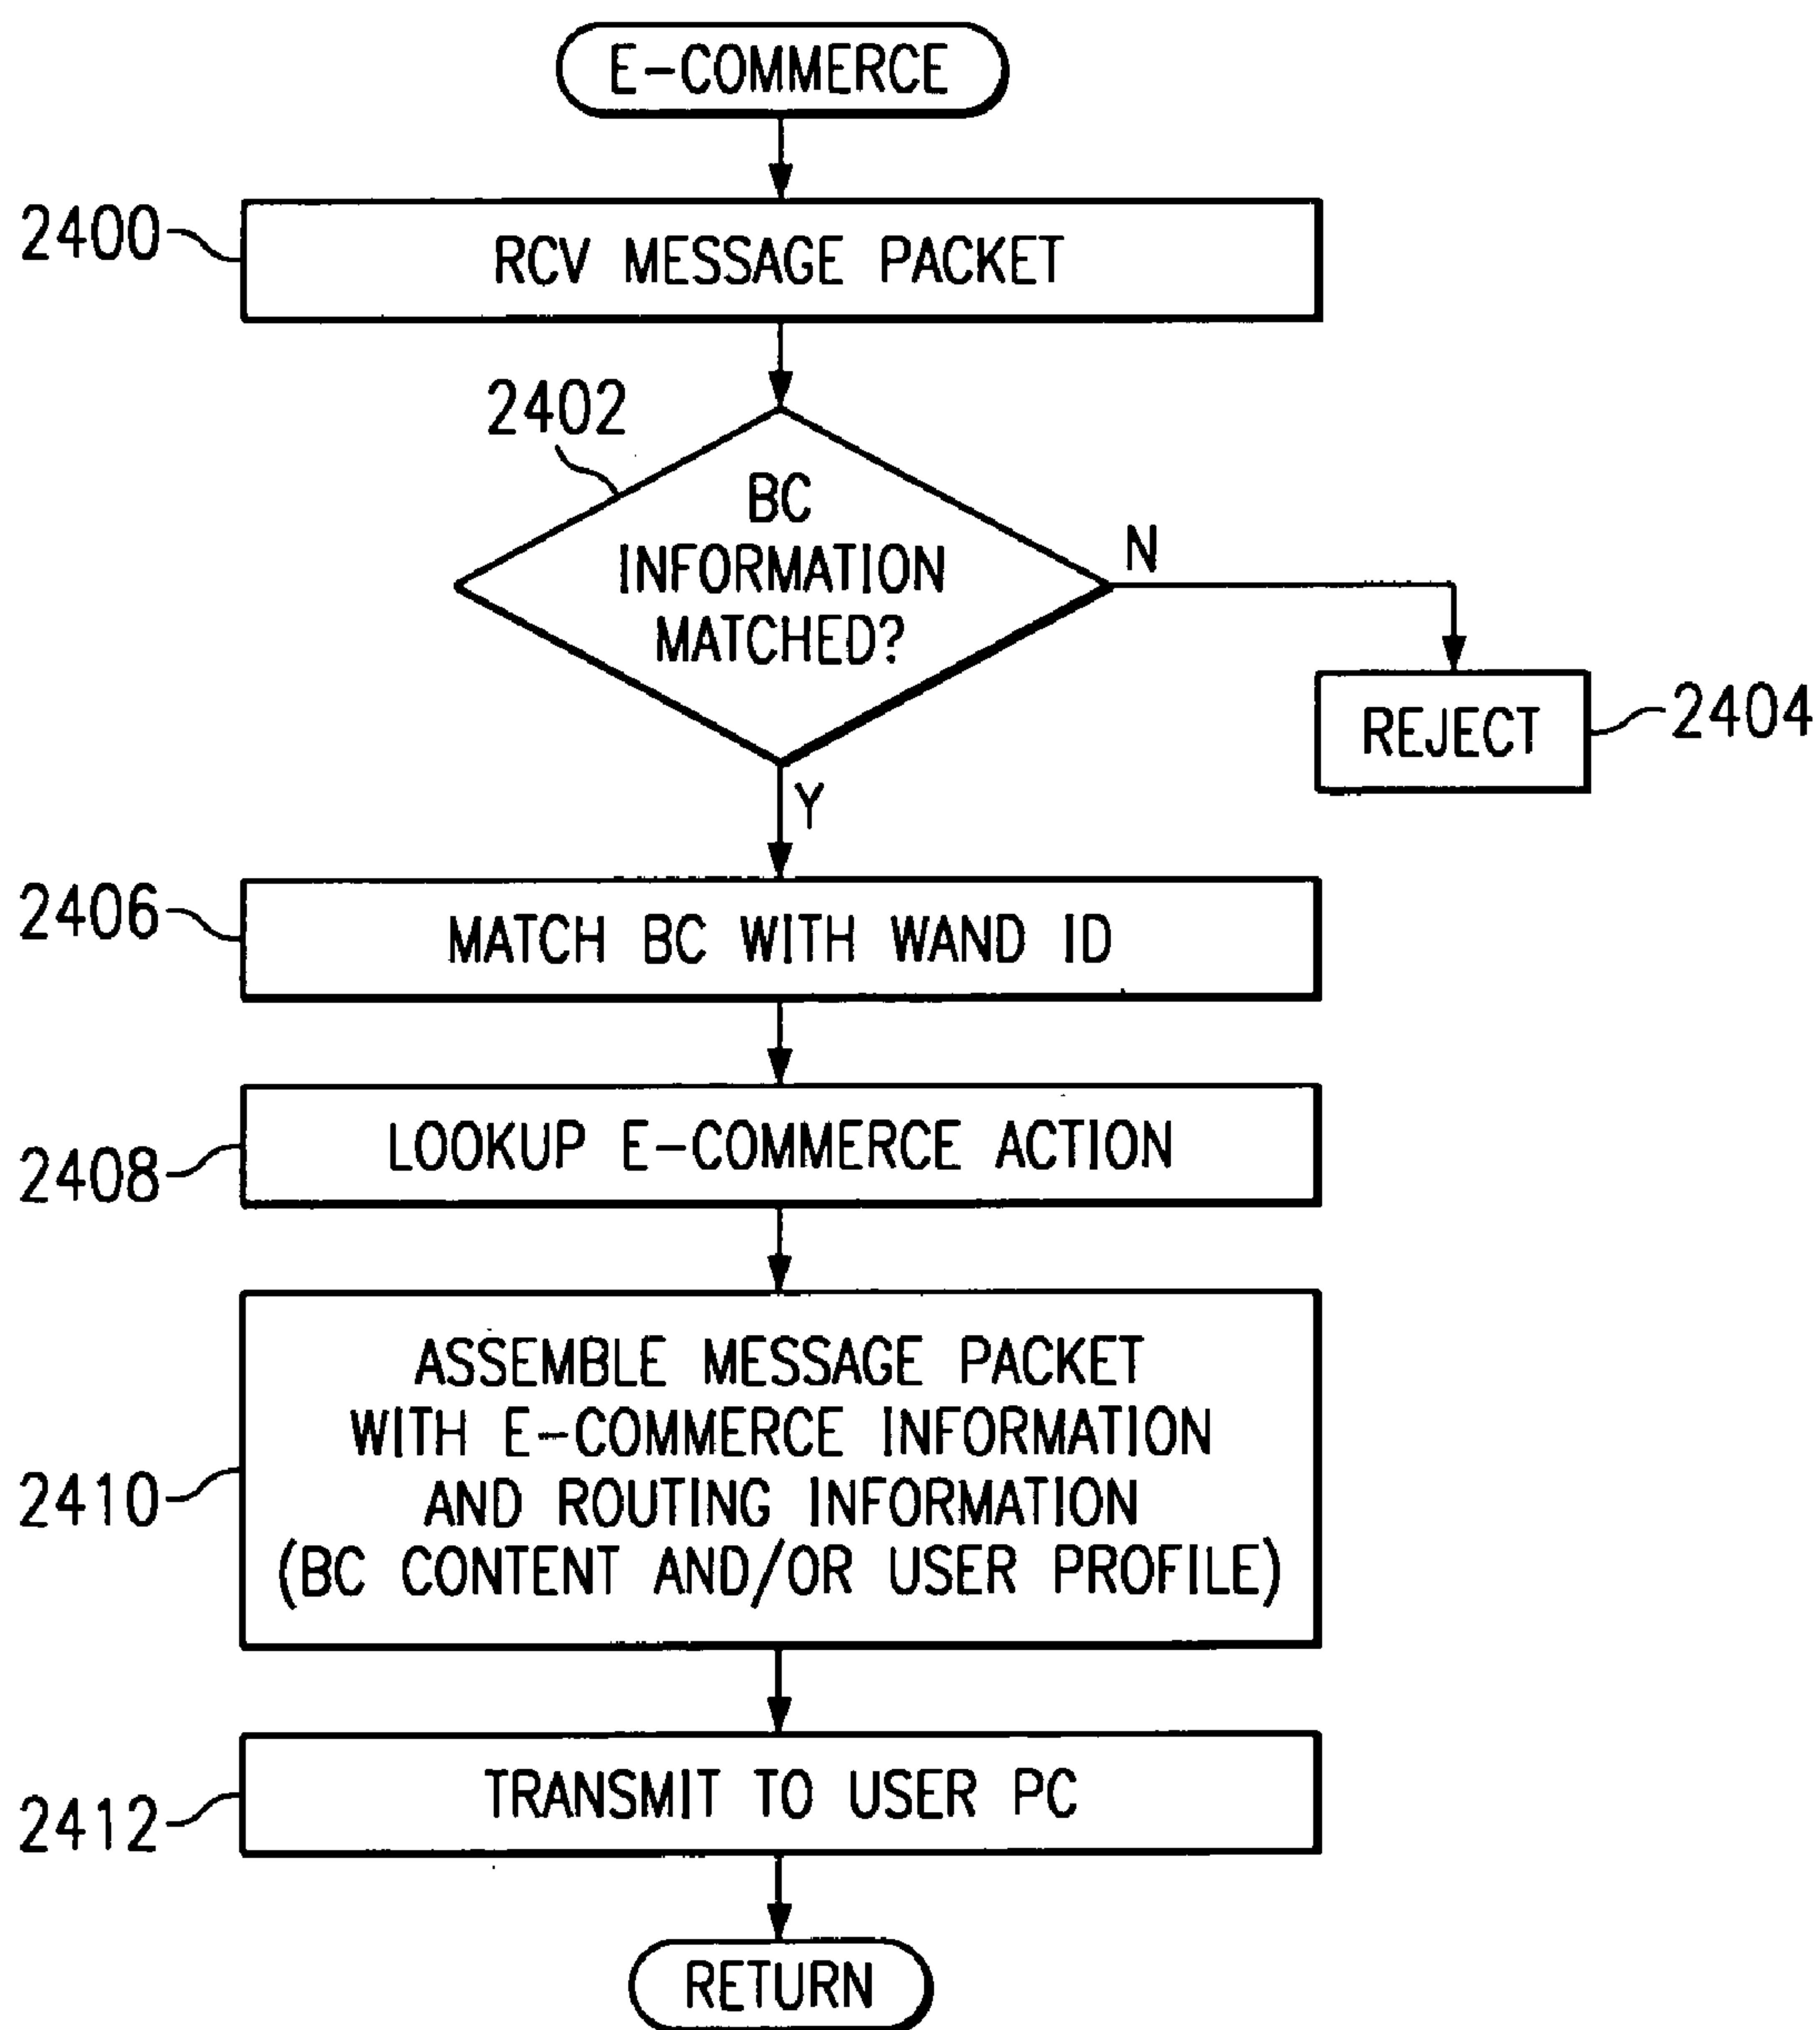 E-COMMERCE
2400
RCV MESSAGE PACKET
2402
BC
INFORMATION
MATCHED?
N
REJECT
2404
Y
2406
MATCH BC WITH WAND ID
2408
LOOKUP E-COMMERCE ACTION
2410
ASSEMBLE MESSAGE PACKET
WITH E-COMMERCE INFORMATION
AND ROUTING INFORMATION
(BC CONTENT AND/OR USER PROFILE)
2412
TRANSMIT TO USER PC
RETURN